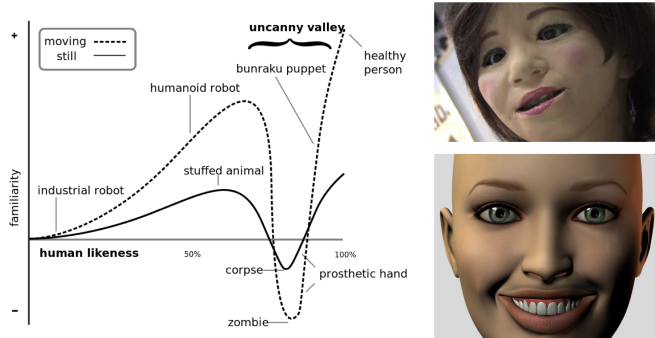 +
moving
still
uncanny valley
bunraku puppet
healthy
person
humanoid robot
stuffed animal
industrial robot
familiarity
human likeness
50%
100%
corpse
prosthetic hand
zombie
-